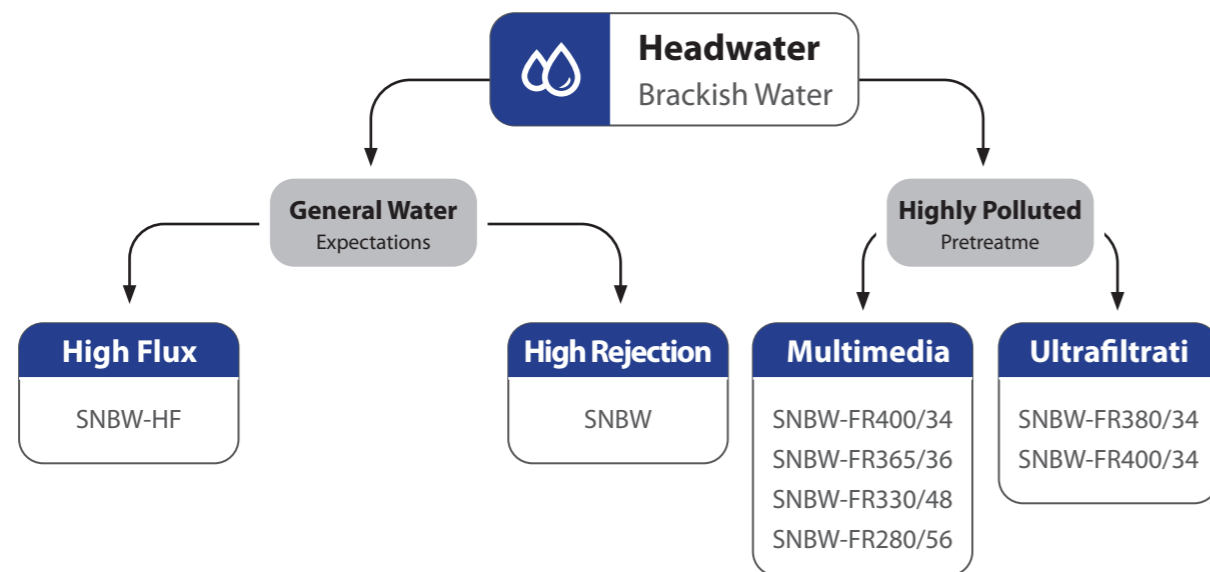 Headwater
Brackish Water
General Water
Expectations
Highly Polluted
Pretreatme
High Flux
SNBW-HF
High Rejection
SNBW
Multimedia
SNBW-FR400/34
SNBW-FR365/36
SNBW-FR330/48
SNBW-FR280/56
Ultrafiltrati
SNBW-FR380/34
SNBW-FR400/34